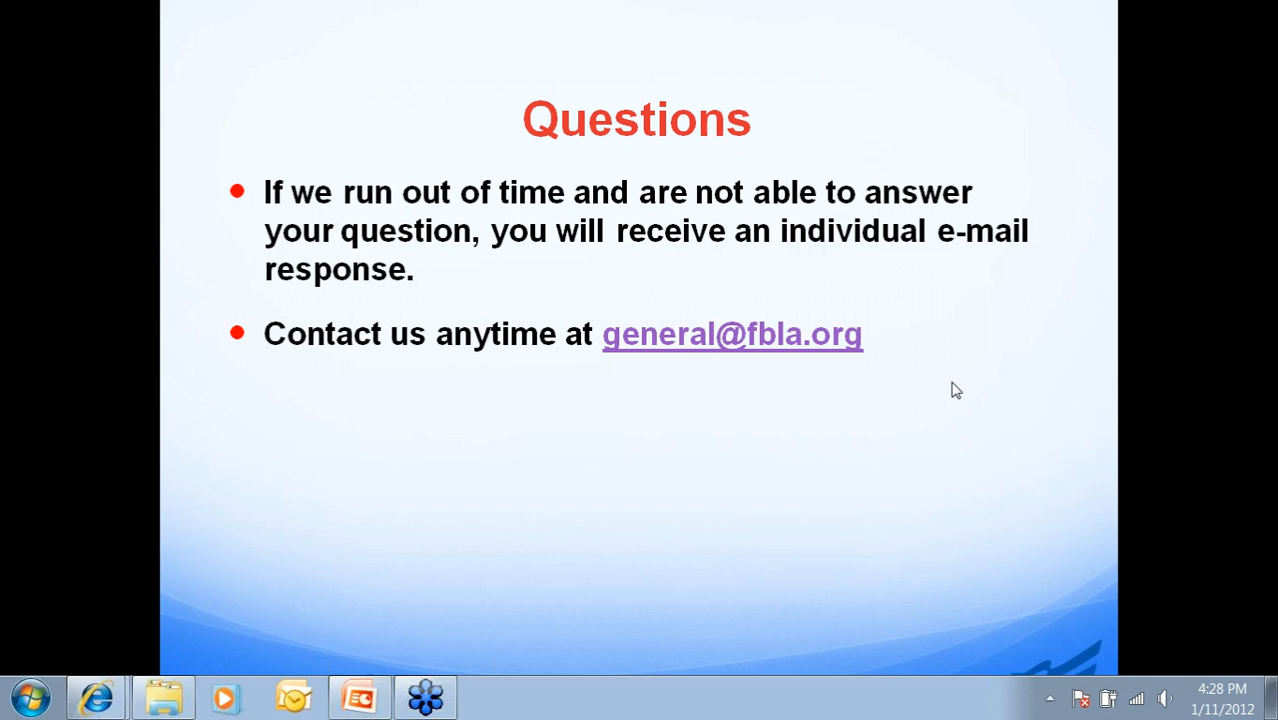 Questions
If we run out of time and are not able to answer
your question, you will receive an individual e-mail
response.
Contact us anytime at general@fbla.org
4:28 PM
1/11/2012